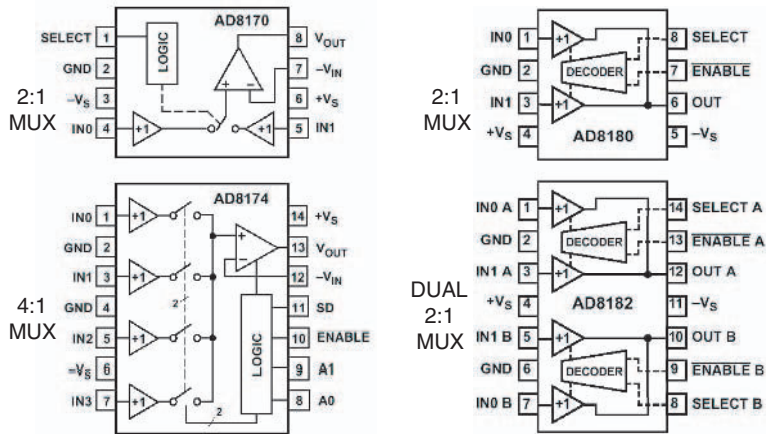 AD8170
SELECT 1 LOGIC 8 VOUT
GND 2 + − 7 −VIN
2:1
MUX
−VS 3 6 +VS
IN0 4 +1 +1 5 IN1
IN0 1 +1 8 SELECT
GND 2 DECODER 7 ENABLE
2:1
MUX
IN1 3 +1 6 OUT
+VS 4 AD8180 5 −VS
AD8174
IN0 1 +1 14 +VS
GND 2 + − 13 VOUT
IN1 3 +1 12 −VIN
4:1
MUX
GND 4 2 11 SD
IN2 5 +1 LOGIC 10 ENABLE
−VS 6 9 A1
IN3 7 +1 2 8 A0
IN0 A 1 +1 14 SELECT A
GND 2 DECODER 13 ENABLE A
IN1 A 3 +1 12 OUT A
DUAL
2:1
MUX
+VS 4 AD8182 11 −VS
IN1 B 5 +1 10 OUT B
GND 6 DECODER 9 ENABLE B
IN0 B 7 +1 8 SELECT B